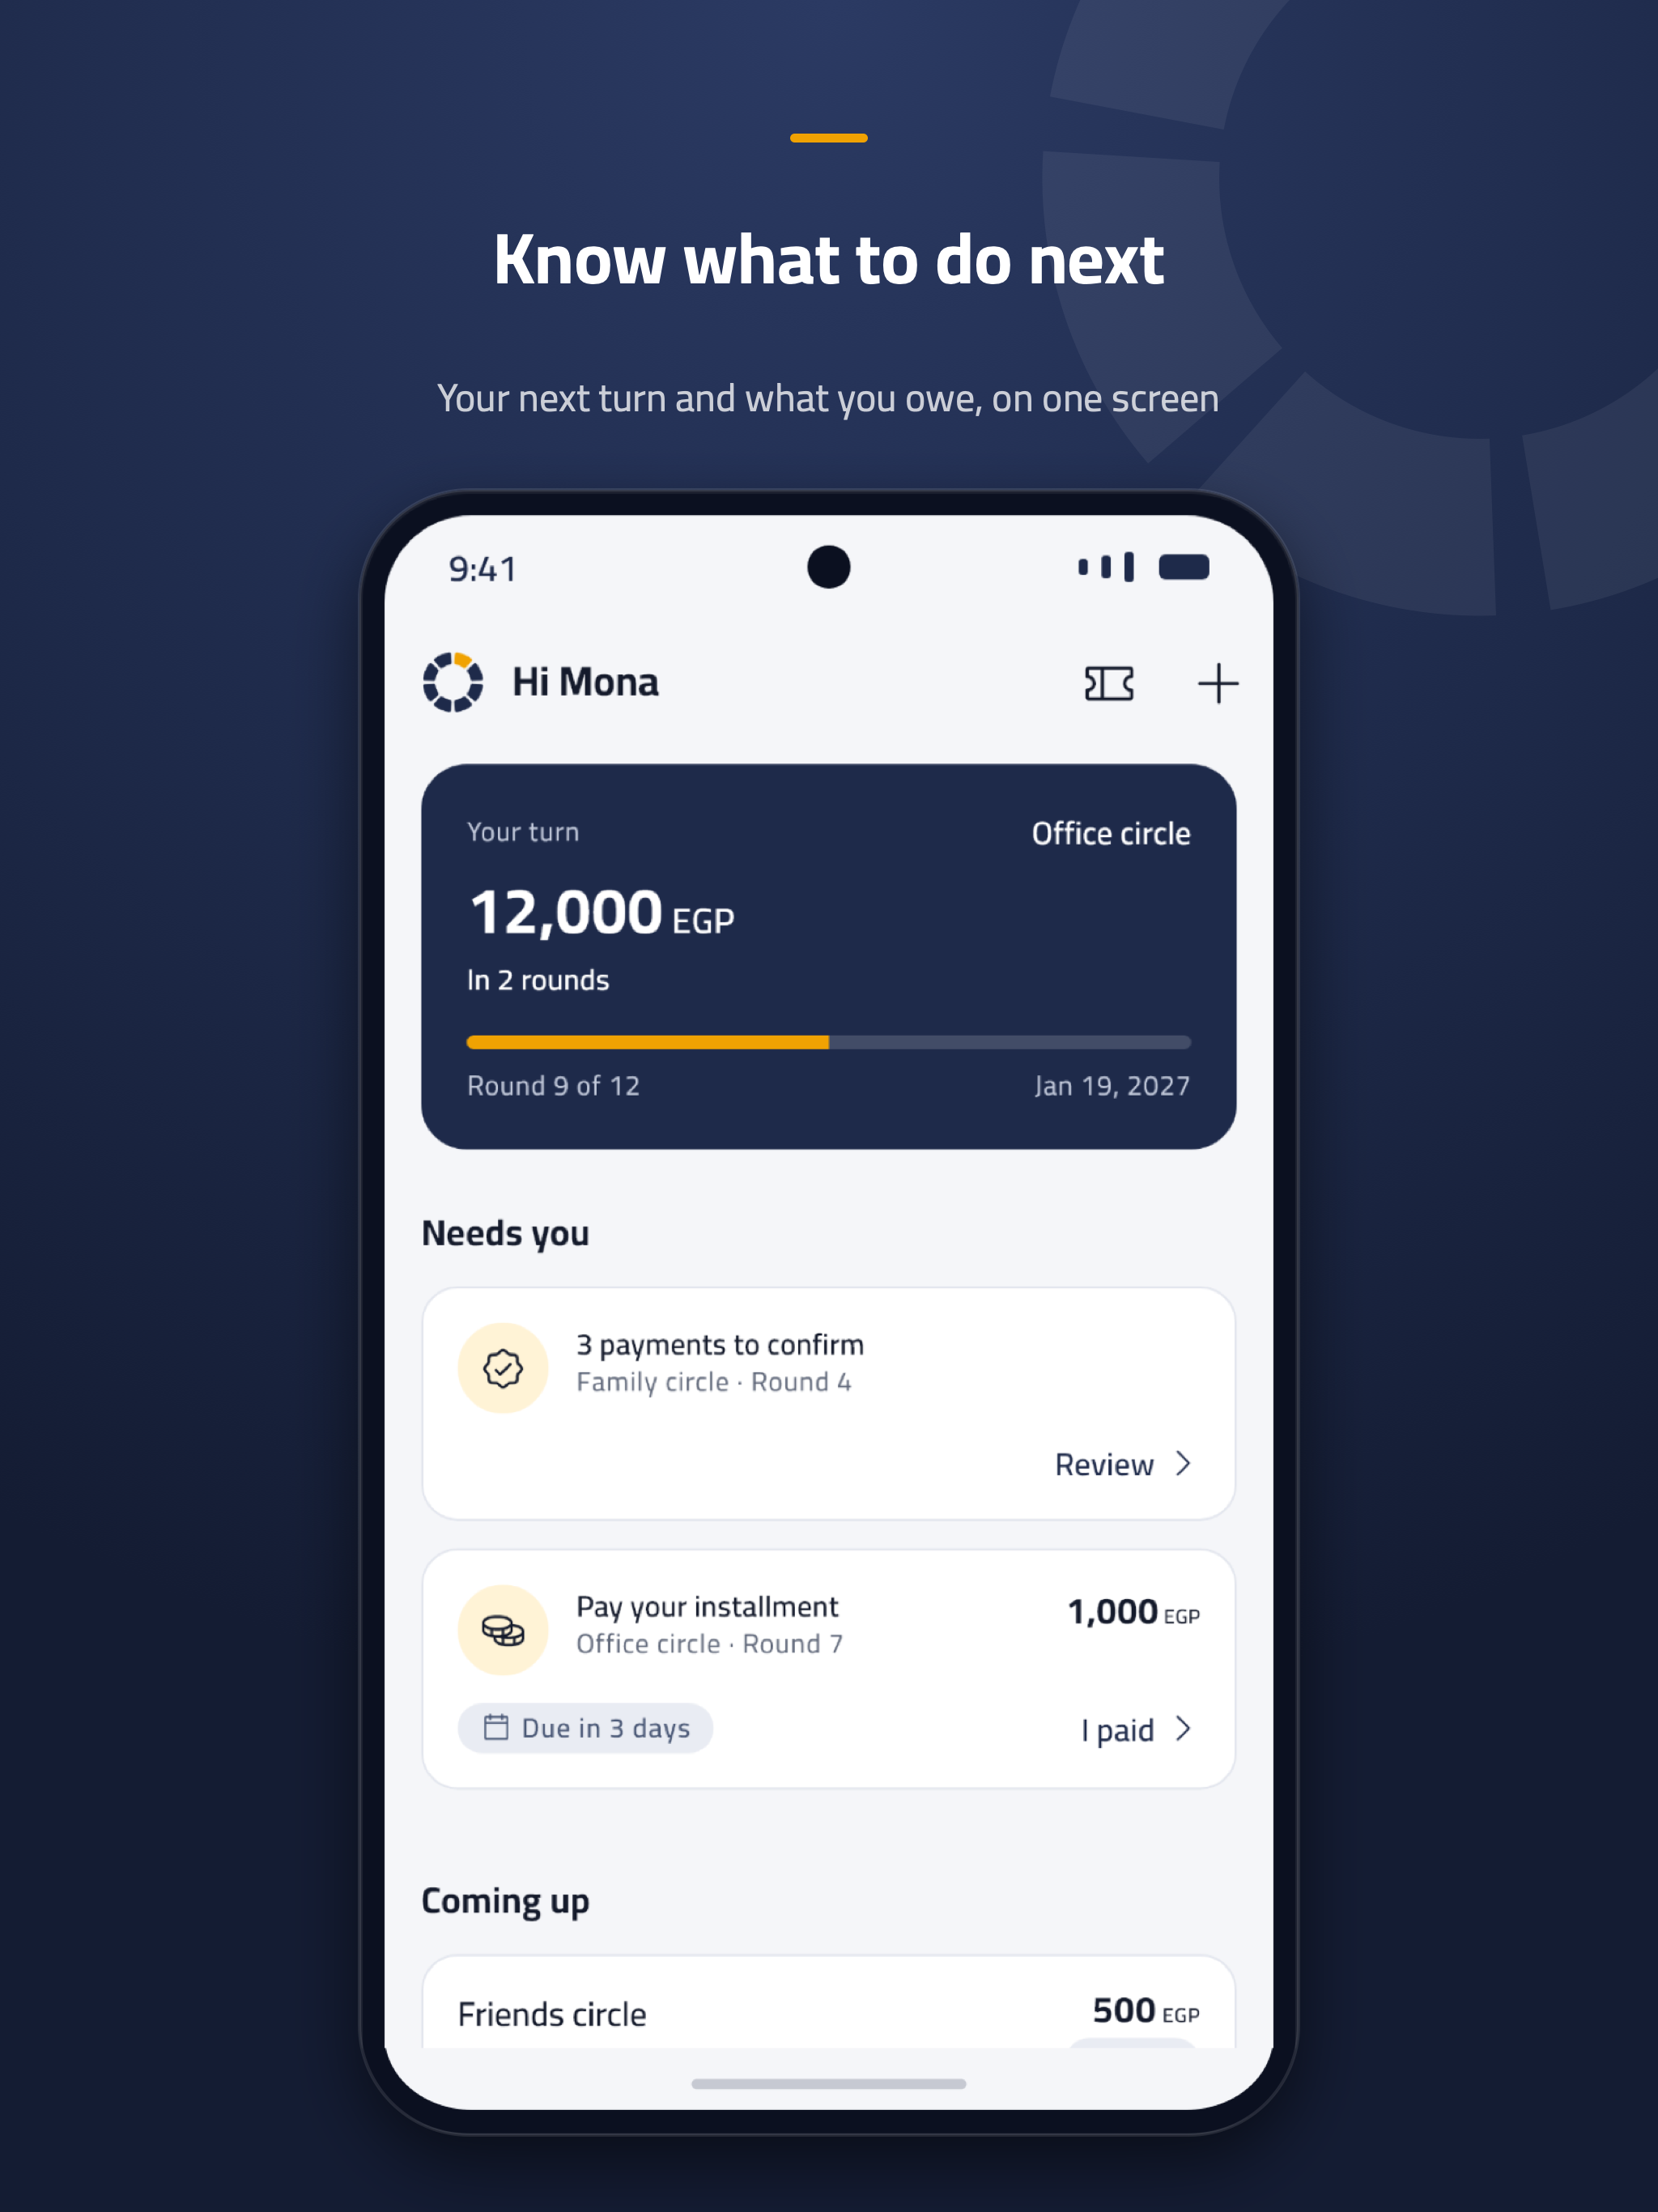 Know what to do next
Your next turn and what you owe, on one screen
9:41
Hi Mona
Your turn
Office circle
12,000 EGP
In 2 rounds
Round 9 of 12
Jan 19, 2027
Needs you
3 payments to confirm
Family circle · Round 4
Review
Pay your installment
1,000 EGP
Office circle · Round 7
Due in 3 days
I paid
Coming up
Friends circle
500 EGP